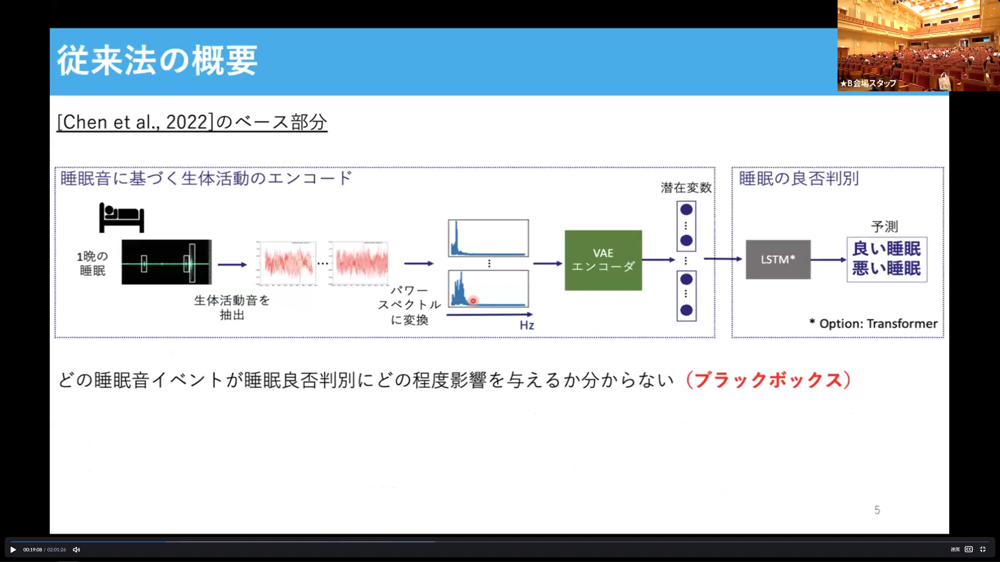 従来法の概要
★B会場スタッフ
[Chen et al., 2022]のベース部分
睡眠音に基づく生体活動のエンコード
1晩の
睡眠
生体活動音を
抽出
パワー
スペクトル
に変換
Hz
VAE
エンコーダ
潜在変数
睡眠の良否判別
LSTM*
予測
良い睡眠
悪い睡眠
* Option: Transformer
どの睡眠音イベントが睡眠良否判別にどの程度影響を与えるか分からない（ブラックボックス）
5
00:19:08 / 02:01:26
速度
CC